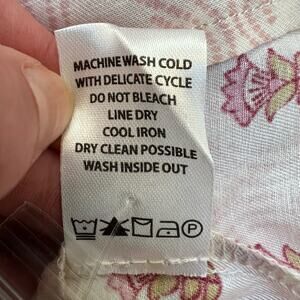 MACHINE WASH COLD
WITH DELICATE CYCLE
DO NOT BLEACH
LINE DRY
COOL IRON
DRY CLEAN POSSIBLE
WASH INSIDE OUT
P